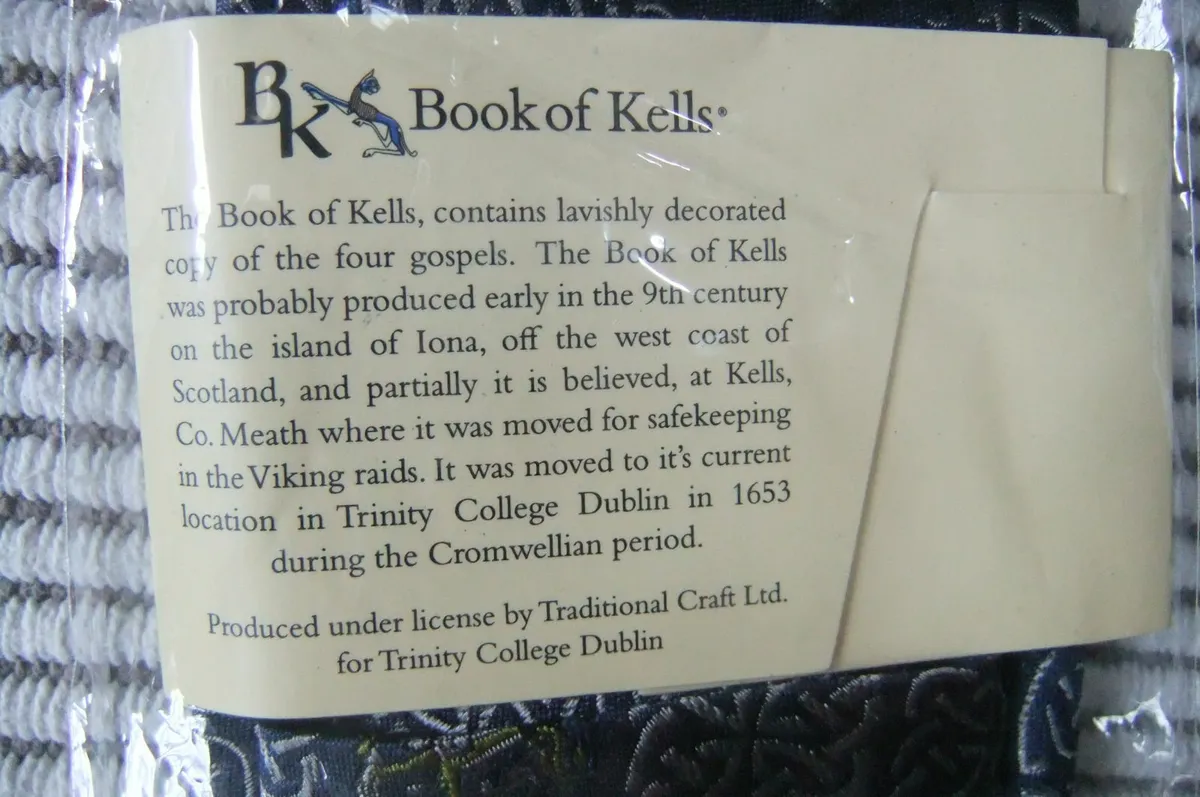 BK Book of Kells®
The Book of Kells, contains lavishly decorated
copy of the four gospels. The Book of Kells
was probably produced early in the 9th century
on the island of Iona, off the west coast of
Scotland, and partially it is believed, at Kells,
Co. Meath where it was moved for safekeeping
in the Viking raids. It was moved to it's current
location in Trinity College Dublin in 1653
during the Cromwellian period.
Produced under license by Traditional Craft Ltd.
for Trinity College Dublin